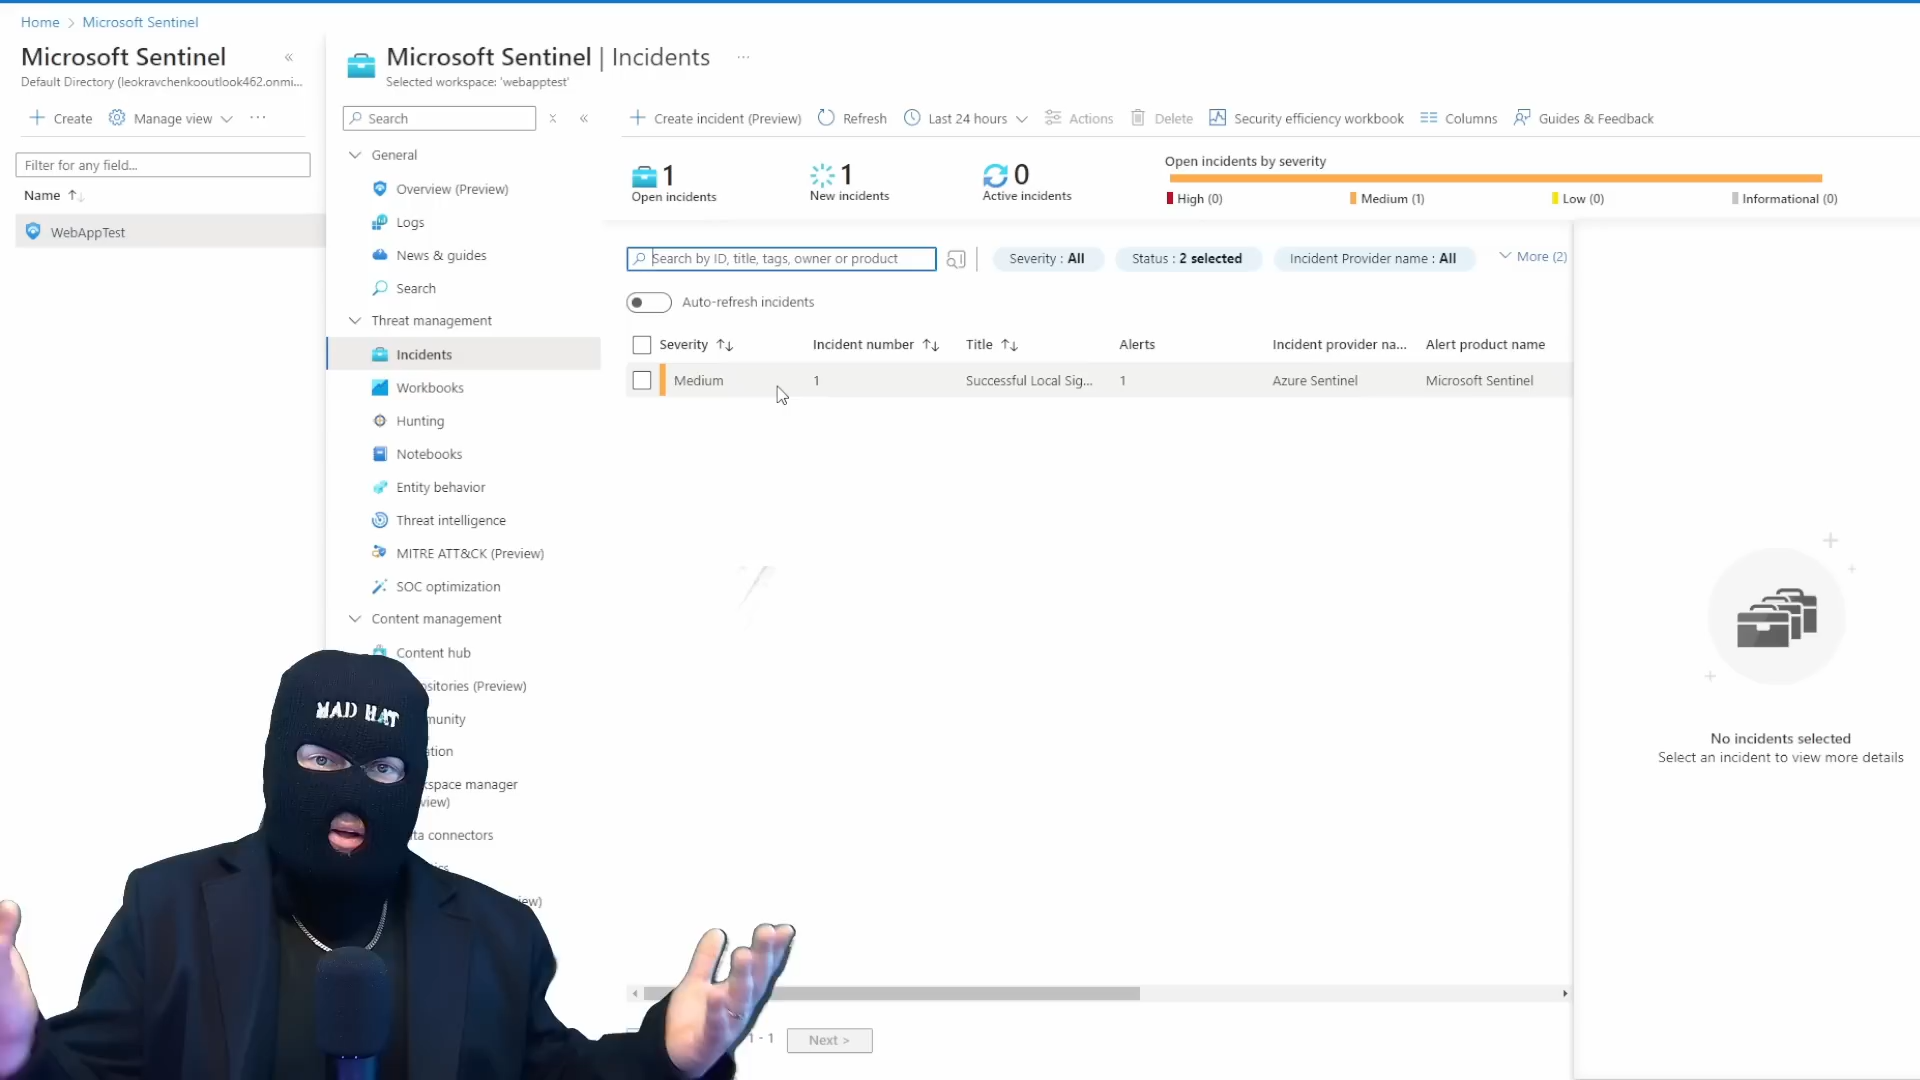 Home > Microsoft Sentinel
Microsoft Sentinel «
Default Directory (leokravchenkooutlook462.onmi...
+ Create Manage view ···
Filter for any field...
Name ↑↓
WebAppTest
Microsoft Sentinel | Incidents ···
Selected workspace: 'webapptest'
Search
«
General
Overview (Preview)
Logs
News & guides
Search
Threat management
Incidents
Workbooks
Hunting
Notebooks
Entity behavior
Threat intelligence
MITRE ATT&CK (Preview)
SOC optimization
Content management
Content hub
sitories (Preview)
munity
ation
kspace manager
view)
ta connectors
ew)
+ Create incident (Preview) Refresh Last 24 hours Actions Delete Security efficiency workbook Columns Guides & Feedback
1
Open incidents
1
New incidents
0
Active incidents
Open incidents by severity
High (0) Medium (1) Low (0) Informational (0)
Search by ID, title, tags, owner or product
Severity : All
Status : 2 selected
Incident Provider name : All
More (2)
Auto-refresh incidents
Severity ↑↓ Incident number ↑↓ Title ↑↓ Alerts Incident provider na... Alert product name
Medium 1 Successful Local Sig... 1 Azure Sentinel Microsoft Sentinel
No incidents selected
Select an incident to view more details
1 - 1
Next >
MAD HAT